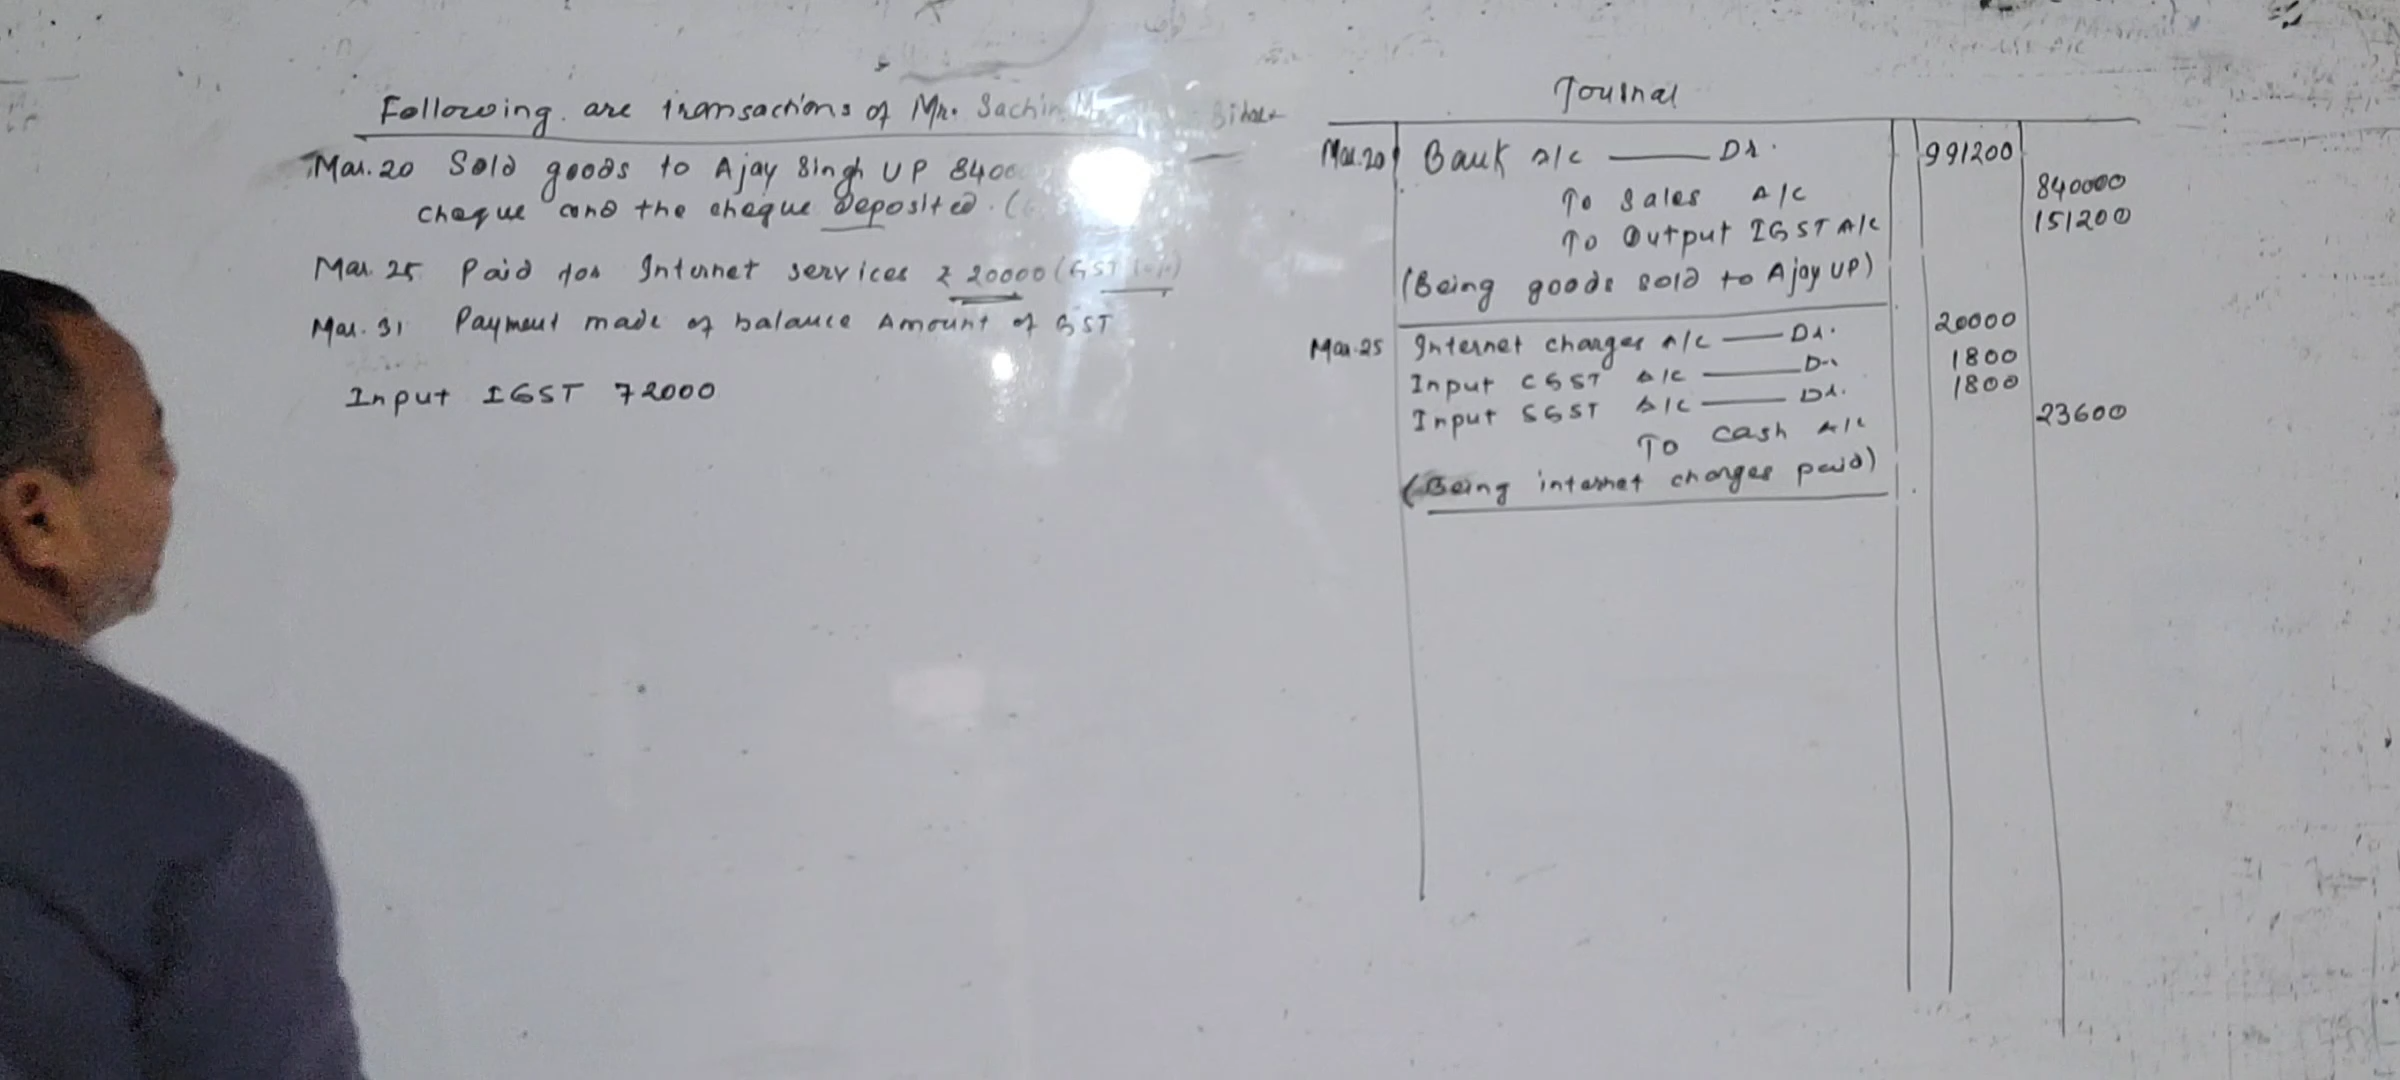 Following are transactions of Mr. Sachin
Mar. 20 Sold goods to Ajay Singh UP
cheque and the cheque deposited.
Mar. 25 Paid for Internet services ₹ 20000 (GST
Mar. 31 Payment made of balance Amount of GST
Input IGST 72000
Journal
Mar. 20 Bank A/c —— Dr. 991200
To Sales A/c 840000
To Output IGST A/c 151200
(Being goods sold to Ajay UP)
Mar. 25 Internet charges A/c —— Dr. 20000
Input CGST A/c —— Dr. 1800
Input SGST A/c —— Dr. 1800
To Cash A/c 23600
(Being internet charges paid)